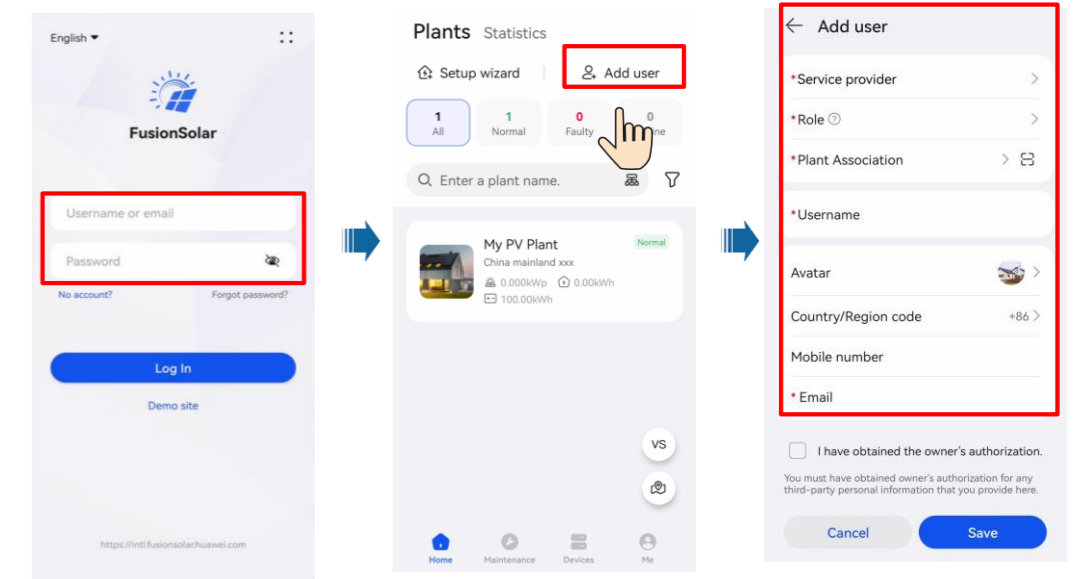 English
FusionSolar
Username or email
Password
No account? Forgot password?
Log In
Demo site
https://intl.fusionsolar.huawei.com
Plants Statistics
Setup wizard Add user
1 1 0 0
All Normal Faulty ne
Enter a plant name.
My PV Plant Normal
China mainland xxx
0.000kWp 0.00kWh
100.00kWh
VS
Home Maintenance Devices Me
Add user
*Service provider
*Role ?
*Plant Association
*Username
Avatar
Country/Region code +86
Mobile number
* Email
I have obtained the owner's authorization.
You must have obtained owner's authorization for any
third-party personal information that you provide here.
Cancel Save